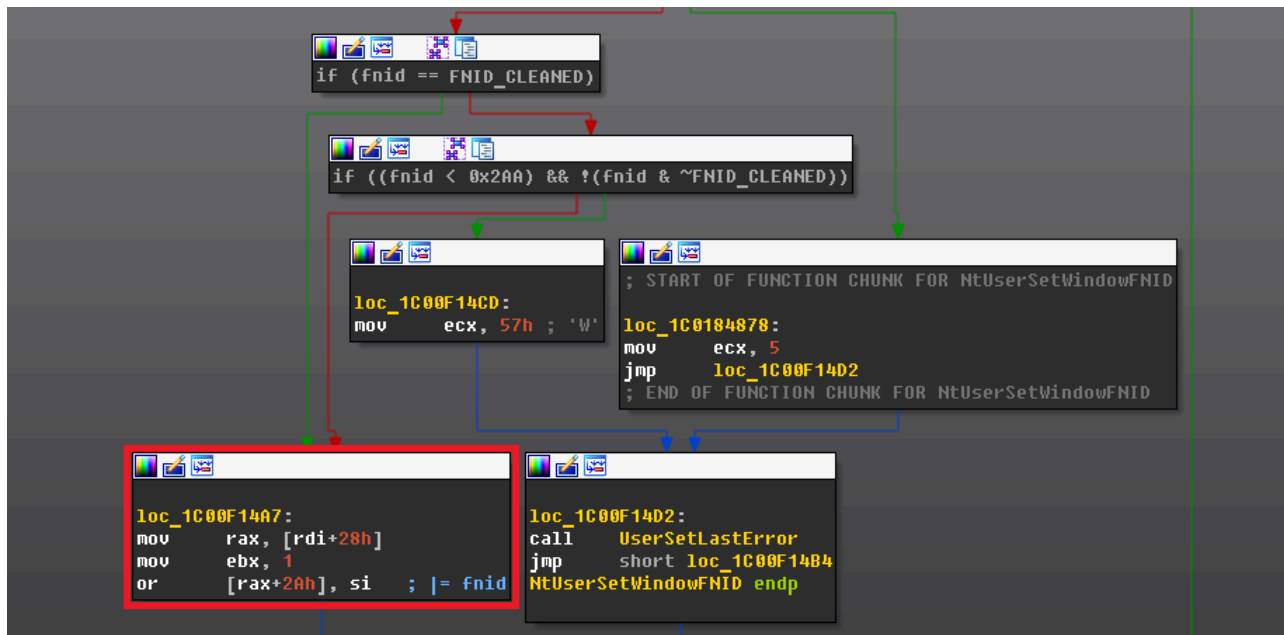 if (fnid == FNID_CLEANED)
if ((fnid < 0x2AA) && !(fnid & ~FNID_CLEANED))
loc_1C00F14CD:
mov ecx, 57h ; 'W'
; START OF FUNCTION CHUNK FOR NtUserSetWindowFNID
loc_1C0184878:
mov ecx, 5
jmp loc_1C00F14D2
; END OF FUNCTION CHUNK FOR NtUserSetWindowFNID
loc_1C00F14A7:
mov rax, [rdi+28h]
mov ebx, 1
or [rax+2Ah], si ; |= fnid
loc_1C00F14D2:
call UserSetLastError
jmp short loc_1C00F14B4
NtUserSetWindowFNID endp